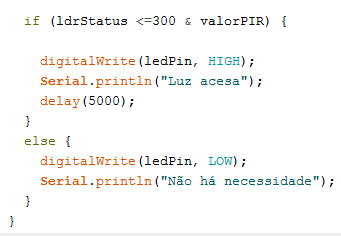 if (ldrStatus <=300 & valorPIR) {
digitalWrite(ledPin, HIGH);
Serial.println("Luz acesa");
delay(5000);
}
else {
digitalWrite(ledPin, LOW);
Serial.println("Não há necessidade");
}
}